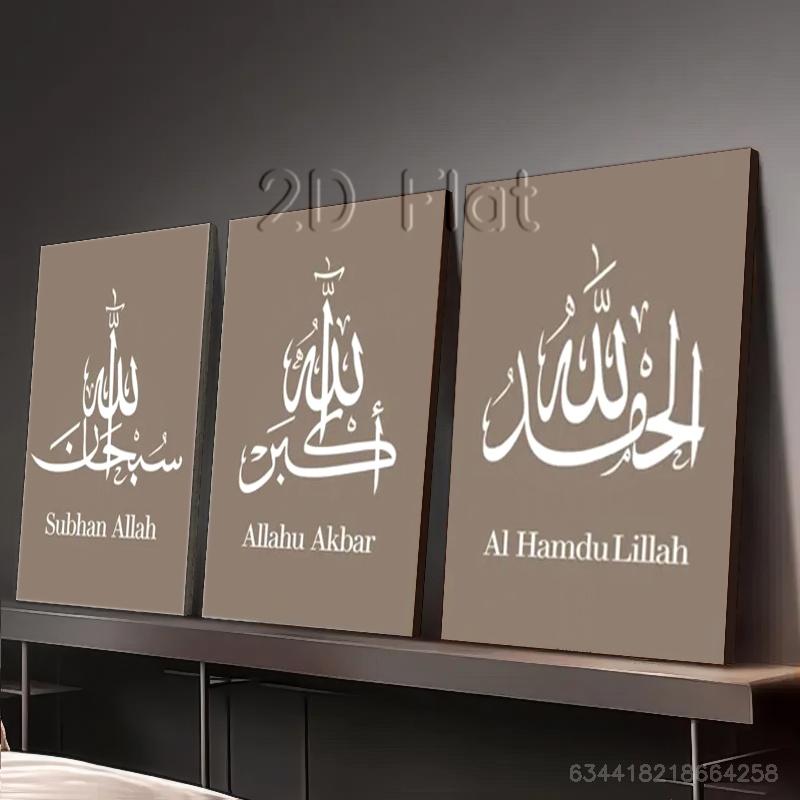 2D Flat
سبحان الله
Subhan Allah
الله أكبر
Allahu Akbar
الحمد لله
Al Hamdu Lillah
634418218664258